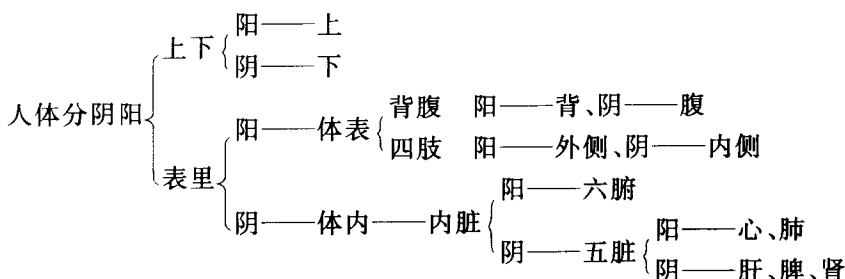 阳——上
上下
阴——下
人体分阴阳
背腹 阳——背、阴——腹
阳——体表
四肢 阳——外侧、阴——内侧
表里
阳——六腑
阴——体内——内脏
阳——心、肺
阴——五脏
阴——肝、脾、肾